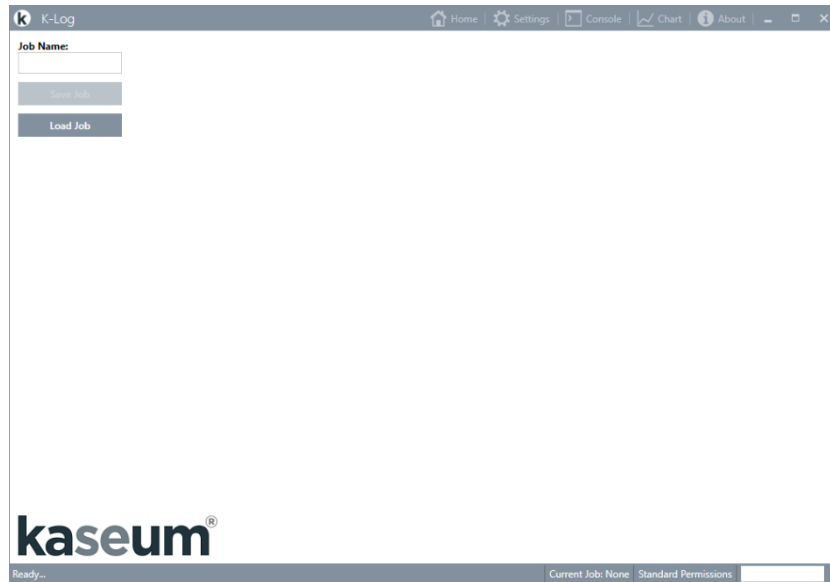 k K-Log Home | Settings | Console | Chart | About
Job Name:
Save Job
Load Job
kaseum®
Ready... Current Job: None Standard Permissions